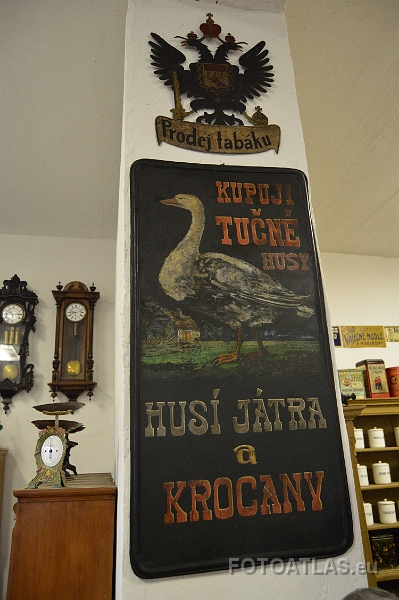 Prodej tabáku
KUPUJI
TUČNÉ
HUSY
HUSÍ JÁTRA
a
KROCANY
FOTOATLAS.eu